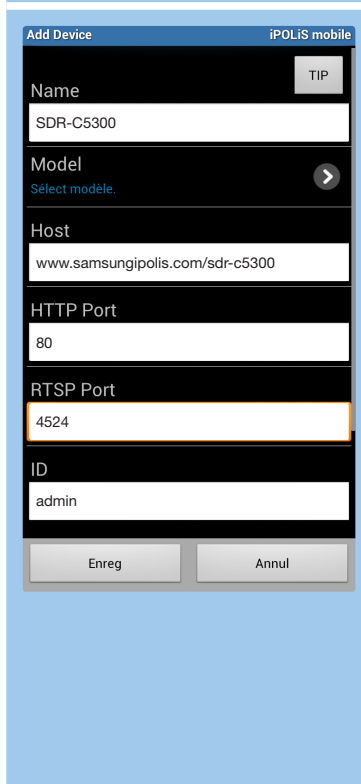 Add Device iPOLiS mobile
TIP
Name
SDR-C5300
Model
Sélect modèle.
Host
www.samsungipolis.com/sdr-c5300
HTTP Port
80
RTSP Port
4524
ID
admin
Enreg Annul